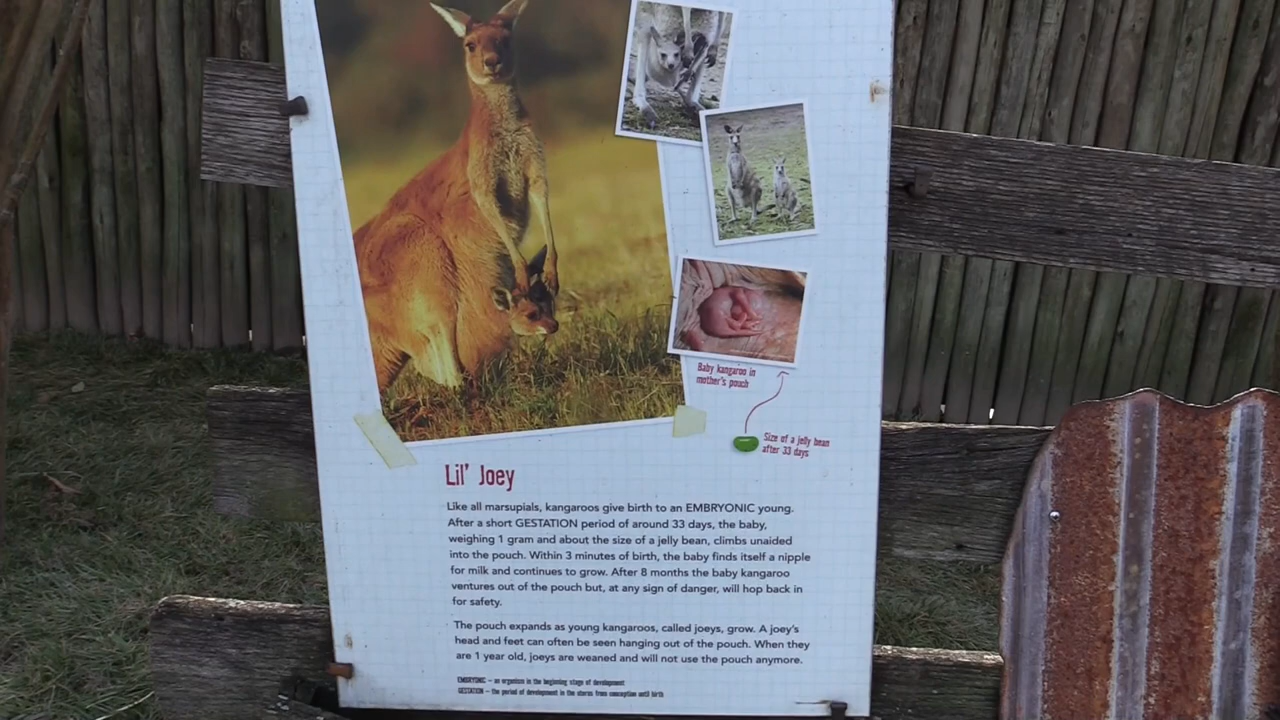 Baby kangaroo in
mother's pouch
Size of a jelly bean
after 33 days
Lil' Joey
Like all marsupials, kangaroos give birth to an EMBRYONIC young.
After a short GESTATION period of around 33 days, the baby,
weighing 1 gram and about the size of a jelly bean, climbs unaided
into the pouch. Within 3 minutes of birth, the baby finds itself a nipple
for milk and continues to grow. After 8 months the baby kangaroo
ventures out of the pouch but, at any sign of danger, will hop back in
for safety.
The pouch expands as young kangaroos, called joeys, grow. A joey's
head and feet can often be seen hanging out of the pouch. When they
are 1 year old, joeys are weaned and will not use the pouch anymore.
EMBRYONIC – an organism in the beginning stage of development
GESTATION – the period of development in the uterus from conception until birth